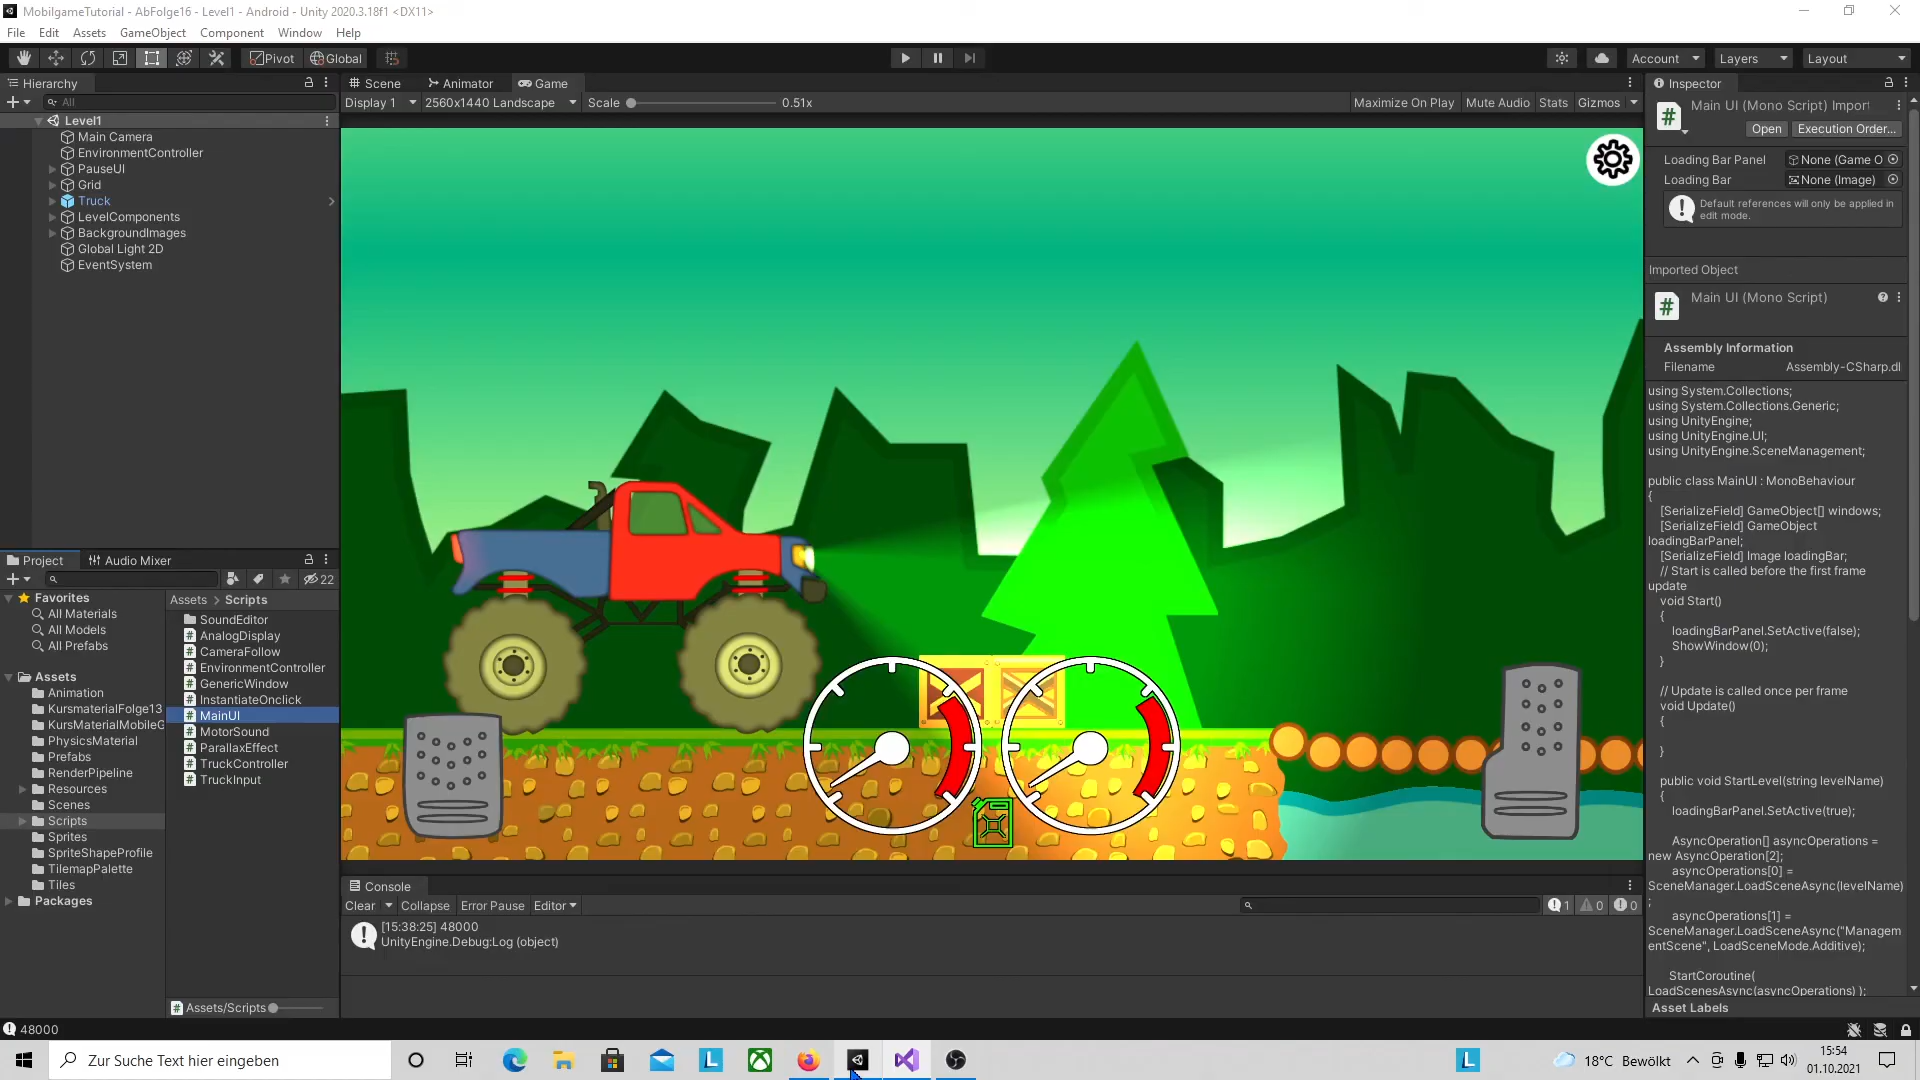 MobilgameTutorial - AbFolge16 - Level1 - Android - Unity 2020.3.18f1 <DX11>
File Edit Assets GameObject Component Window Help
Pivot Global
Account Layers Layout
Hierarchy
All
Level1
Main Camera
EnvironmentController
PauseUI
Grid
Truck
LevelComponents
BackgroundImages
Global Light 2D
EventSystem
Scene Animator Game
Display 1 2560x1440 Landscape Scale 0.51x Maximize On Play Mute Audio Stats Gizmos
Project Audio Mixer
22
Favorites
All Materials
All Models
All Prefabs
Assets
Animation
KursmaterialFolge13
KursMaterialMobileG
PhysicsMaterial
Prefabs
RenderPipeline
Resources
Scenes
Scripts
Sprites
SpriteShapeProfile
TilemapPalette
Tiles
Packages
Assets > Scripts
SoundEditor
AnalogDisplay
CameraFollow
EnvironmentController
GenericWindow
InstantiateOnclick
MainUI
MotorSound
ParallaxEffect
TruckController
TruckInput
Assets/Scripts
Console
Clear Collapse Error Pause Editor
1 0 0
[15:38:25] 48000
UnityEngine.Debug:Log (object)
Inspector
Main UI (Mono Script) Import
Open Execution Order...
Loading Bar Panel None (Game O
Loading Bar None (Image)
Default references will only be applied in
edit mode.
Imported Object
Main UI (Mono Script)
Assembly Information
Filename Assembly-CSharp.dl
using System.Collections;
using System.Collections.Generic;
using UnityEngine;
using UnityEngine.UI;
using UnityEngine.SceneManagement;
public class MainUI : MonoBehaviour
{
[SerializeField] GameObject[] windows;
[SerializeField] GameObject
loadingBarPanel;
[SerializeField] Image loadingBar;
// Start is called before the first frame
update
void Start()
{
loadingBarPanel.SetActive(false);
ShowWindow(0);
}
// Update is called once per frame
void Update()
{
}
public void StartLevel(string levelName)
{
loadingBarPanel.SetActive(true);
AsyncOperation[] asyncOperations =
new AsyncOperation[2];
asyncOperations[0] =
SceneManager.LoadSceneAsync(levelName)
;
asyncOperations[1] =
SceneManager.LoadSceneAsync("Managem
entScene", LoadSceneMode.Additive);
StartCoroutine(
LoadScenesAsync(asyncOperations) );
Asset Labels
48000
Zur Suche Text hier eingeben
18°C Bewölkt
15:54
01.10.2021